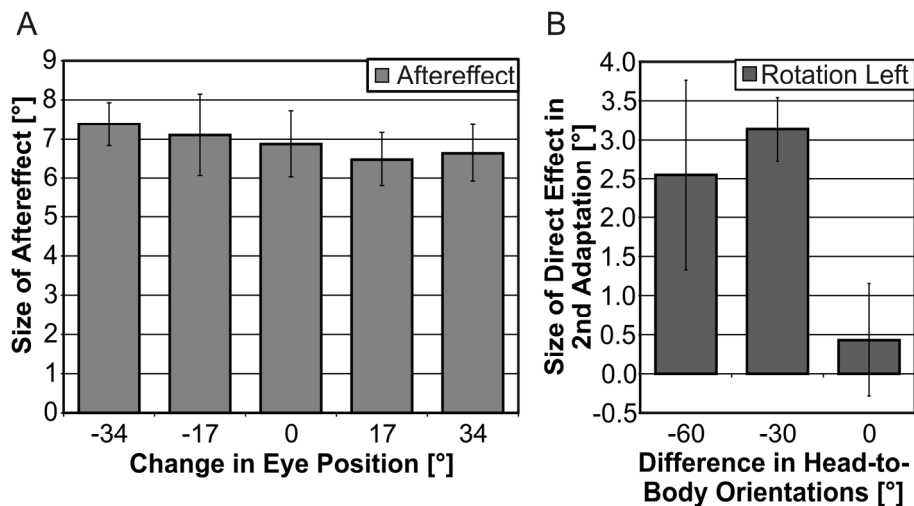 A
9
8
7
6
5
4
3
2
1
0
Size of Aftereffect [°]
Aftereffect
-34 -17 0 17 34
Change in Eye Position [°]
B
4.0
3.5
3.0
2.5
2.0
1.5
1.0
0.5
0.0
-0.5
Size of Direct Effect in
2nd Adaptation [°]
Rotation Left
-60 -30 0
Difference in Head-to-
Body Orientations [°]